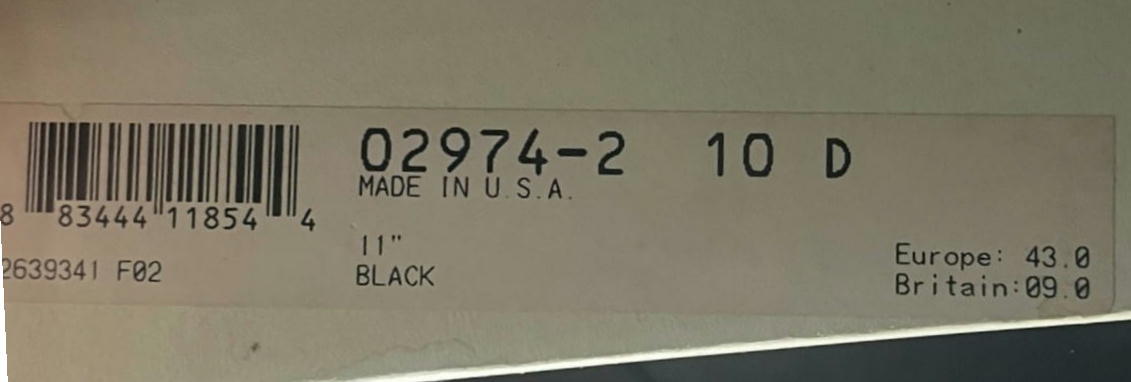 02974-2 10 D
MADE IN U.S.A.
8 83444 11854 4
11"
BLACK
2639341 F02
Europe: 43.0
Britain:09.0